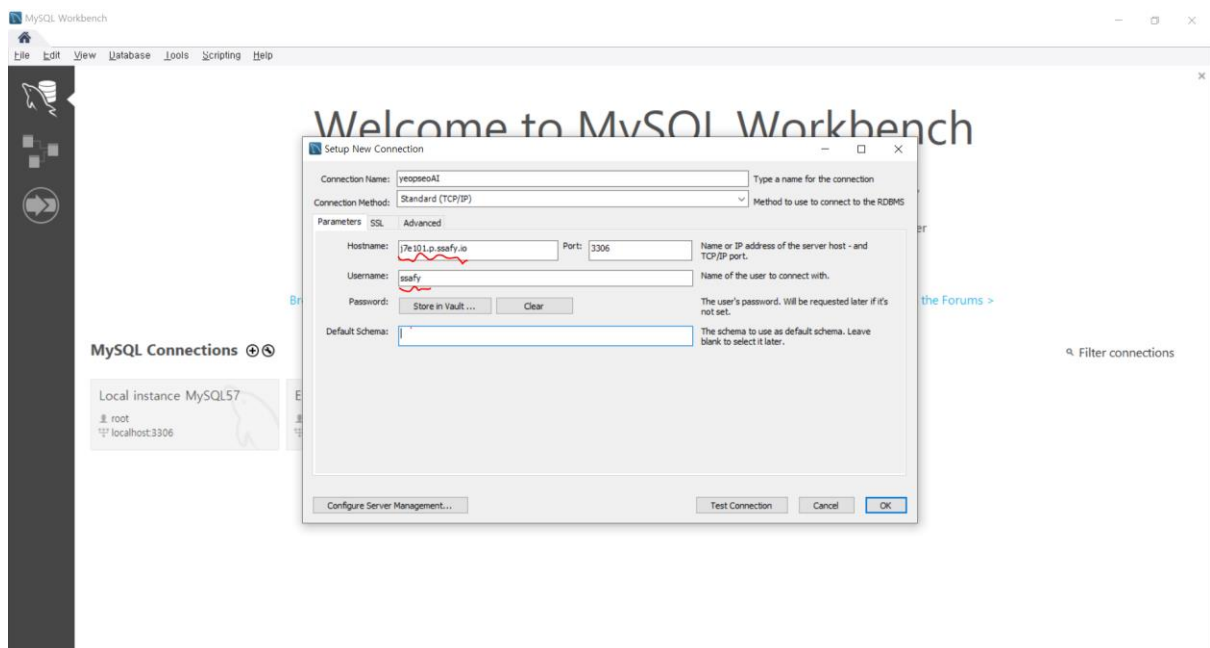 MySQL Workbench
File Edit View Database Tools Scripting Help
Welcome to MySQL Workbench
Setup New Connection
Connection Name: yeopseoAI Type a name for the connection
Connection Method: Standard (TCP/IP) Method to use to connect to the RDBMS
Parameters SSL Advanced
Hostname: j7e101.p.ssafy.io Port: 3306 Name or IP address of the server host - and
TCP/IP port.
Username: ssafy Name of the user to connect with.
Password: Store in Vault ... Clear The user's password. Will be requested later if it's
not set.
the Forums >
Default Schema: The schema to use as default schema. Leave
blank to select it later.
MySQL Connections
Filter connections
Local instance MySQL57
root
localhost:3306
Configure Server Management... Test Connection Cancel OK